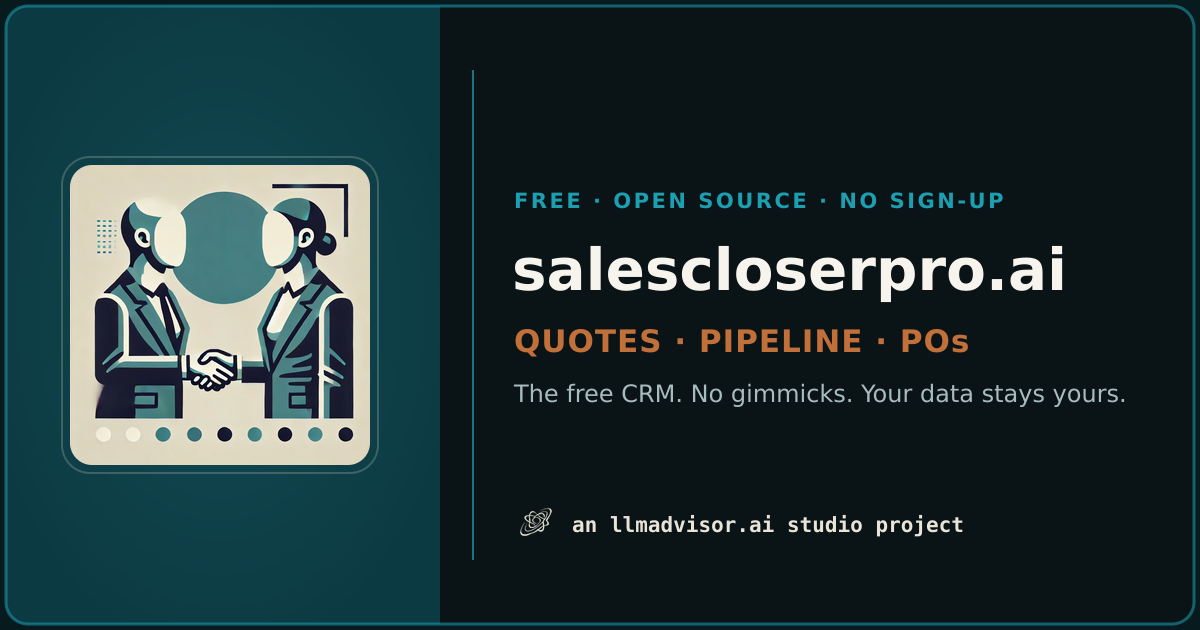 FREE · OPEN SOURCE · NO SIGN-UP
salescloserpro.ai
QUOTES · PIPELINE · POs
The free CRM. No gimmicks. Your data stays yours.
an llmadvisor.ai studio project